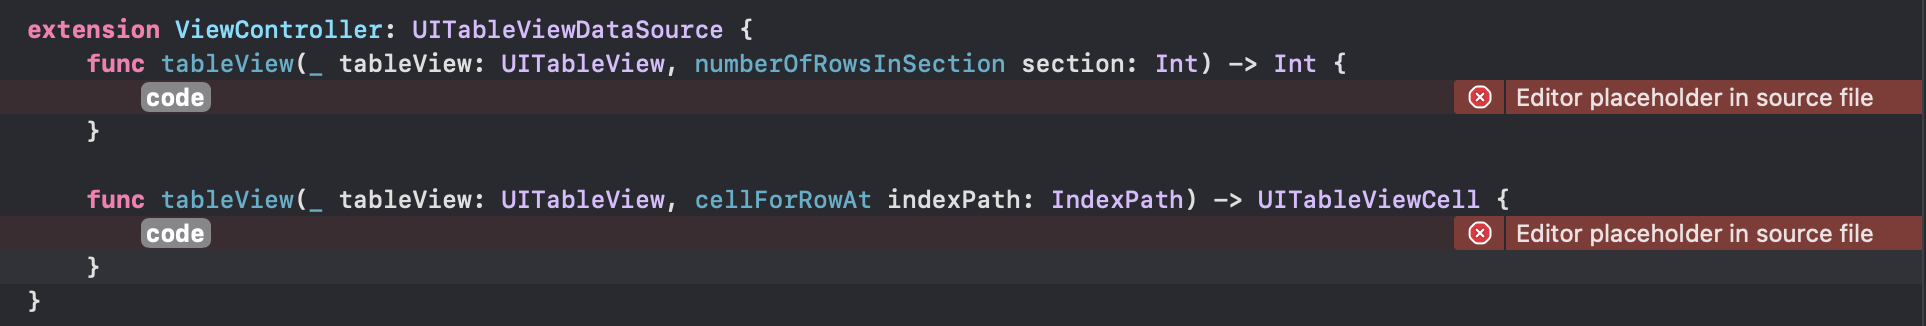 extension ViewController: UITableViewDataSource {
func tableView(_ tableView: UITableView, numberOfRowsInSection section: Int) -> Int {
code Editor placeholder in source file
}
func tableView(_ tableView: UITableView, cellForRowAt indexPath: IndexPath) -> UITableViewCell {
code Editor placeholder in source file
}
}